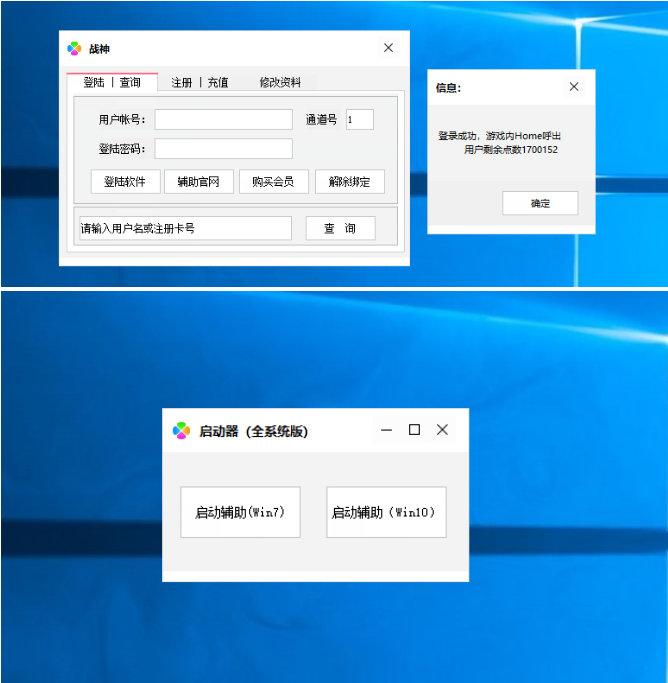 战神
登陆 | 查询 注册 | 充值 修改资料
用户帐号： 通道号 1
登陆密码：
登陆软件 辅助官网 购买会员 解除绑定
请输入用户名或注册卡号 查 询
信息：
登录成功，游戏内Home呼出
用户剩余点数1700152
确定
启动器（全系统版）
启动辅助(Win7) 启动辅助（Win10）